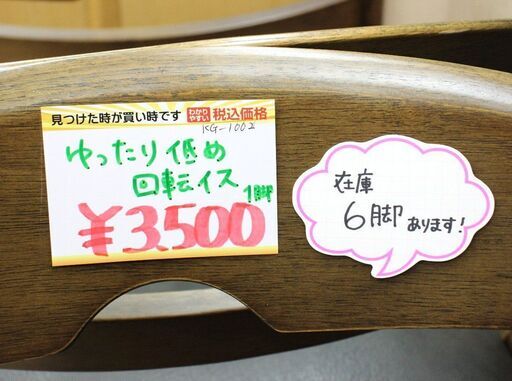 見つけた時が買い時です わかりやすい 税込価格
KG-1002
ゆったり低め
回転イス
1脚
¥3,500
在庫
6脚あります!